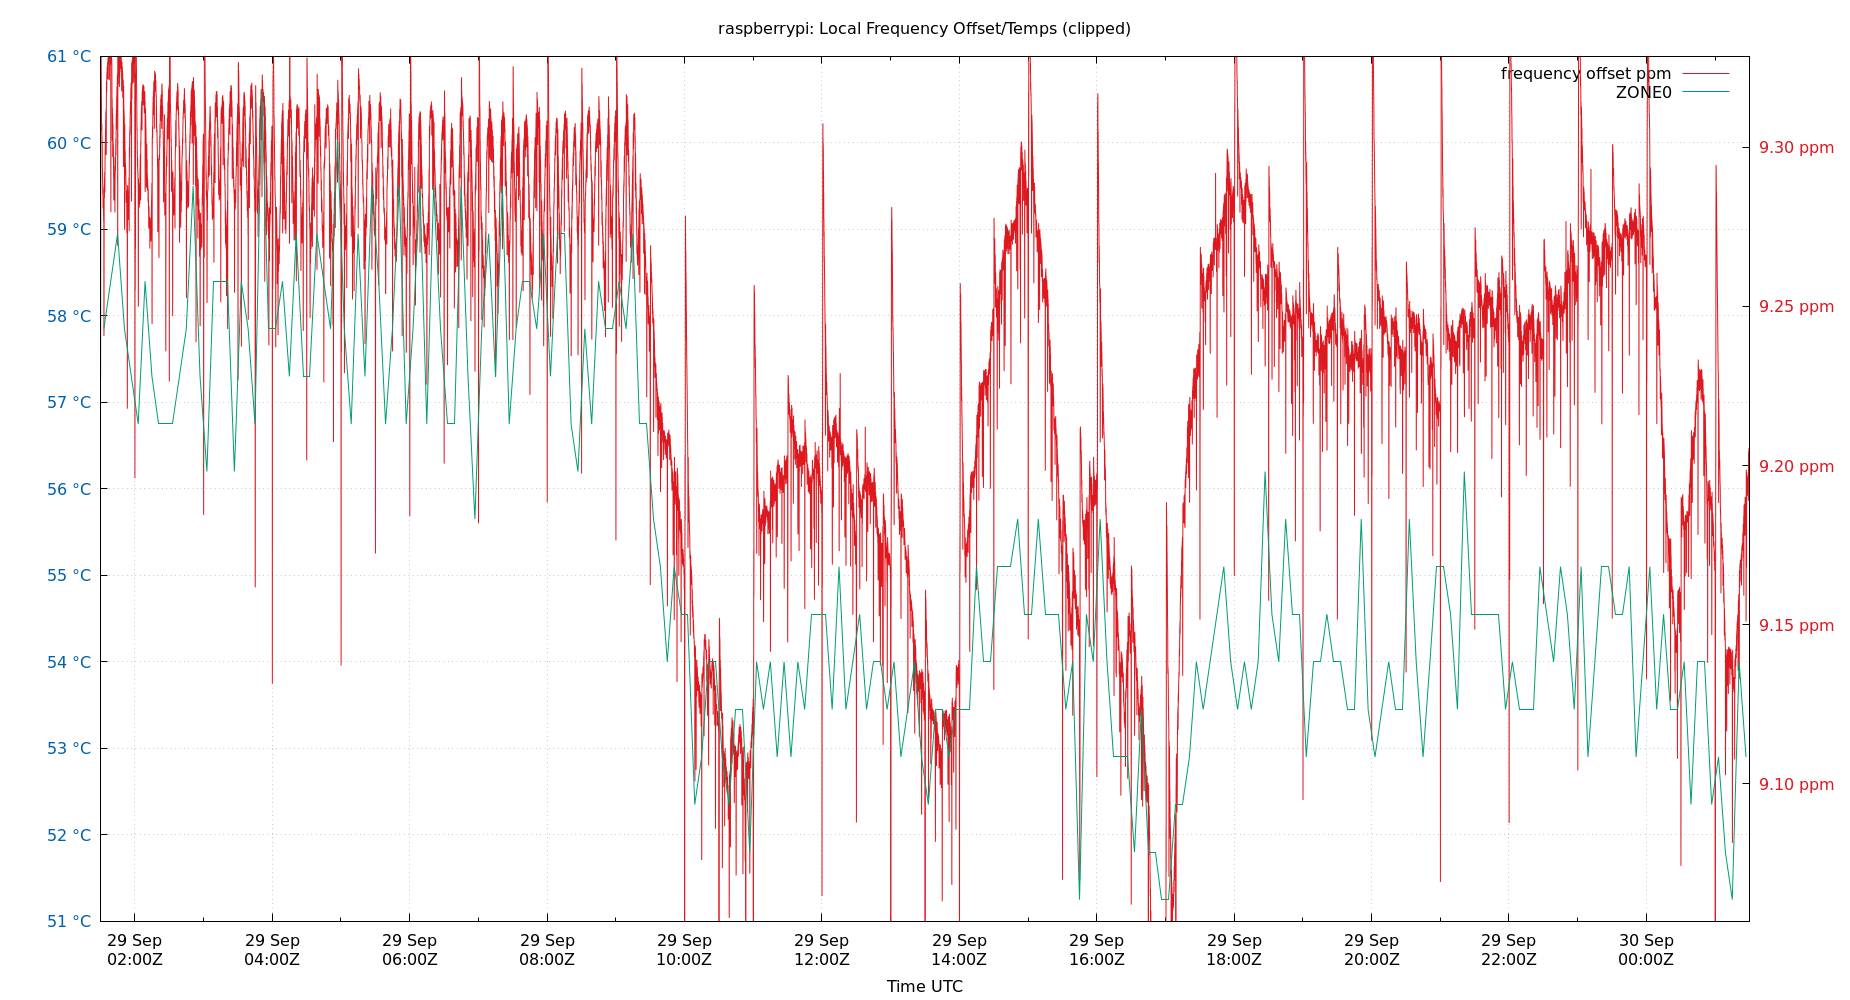 raspberrypi: Local Frequency Offset/Temps (clipped)
61 °C
60 °C
59 °C
58 °C
57 °C
56 °C
55 °C
54 °C
53 °C
52 °C
51 °C
frequency offset ppm
ZONE0
9.30 ppm
9.25 ppm
9.20 ppm
9.15 ppm
9.10 ppm
29 Sep 29 Sep 29 Sep 29 Sep 29 Sep 29 Sep 29 Sep 29 Sep 29 Sep 29 Sep 29 Sep 30 Sep
02:00Z 04:00Z 06:00Z 08:00Z 10:00Z 12:00Z 14:00Z 16:00Z 18:00Z 20:00Z 22:00Z 00:00Z
Time UTC